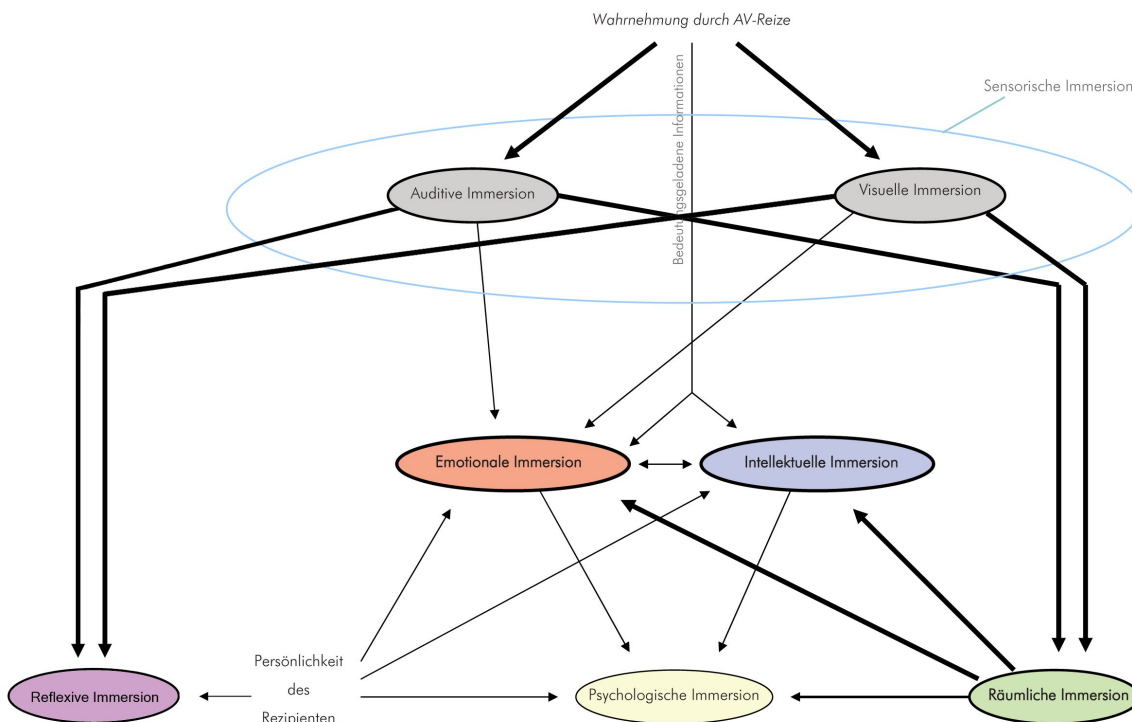 Wahrnehmung durch AV-Reize
Sensorische Immersion
Bedeutungsgeladene Informationen
Auditive Immersion
Visuelle Immersion
Emotionale Immersion
Intellektuelle Immersion
Persönlichkeit
des
Rezipienten
Reflexive Immersion
Psychologische Immersion
Räumliche Immersion